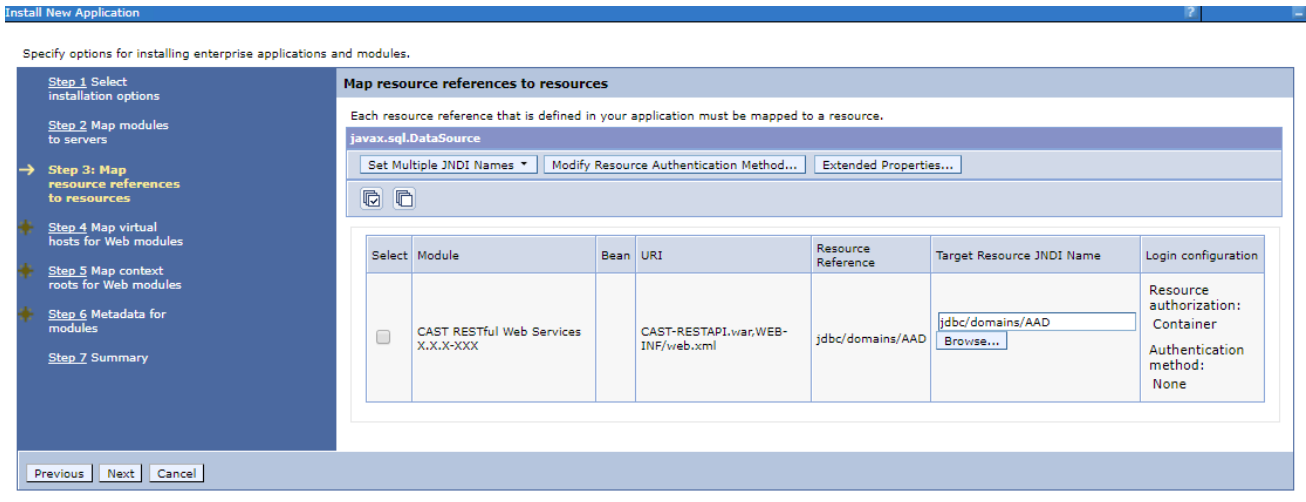 Install New Application
?
Specify options for installing enterprise applications and modules.
Step 1 Select
installation options
Step 2 Map modules
to servers
Step 3: Map
resource references
to resources
Step 4 Map virtual
hosts for Web modules
Step 5 Map context
roots for Web modules
Step 6 Metadata for
modules
Step 7 Summary
Map resource references to resources
Each resource reference that is defined in your application must be mapped to a resource.
javax.sql.DataSource
Set Multiple JNDI Names
Modify Resource Authentication Method...
Extended Properties...
Select
Module
Bean
URI
Resource
Reference
Target Resource JNDI Name
Login configuration
CAST RESTful Web Services
X.X.X-XXX
CAST-RESTAPI.war,WEB-
INF/web.xml
jdbc/domains/AAD
jdbc/domains/AAD
Browse...
Resource
authorization:
Container
Authentication
method:
None
Previous
Next
Cancel